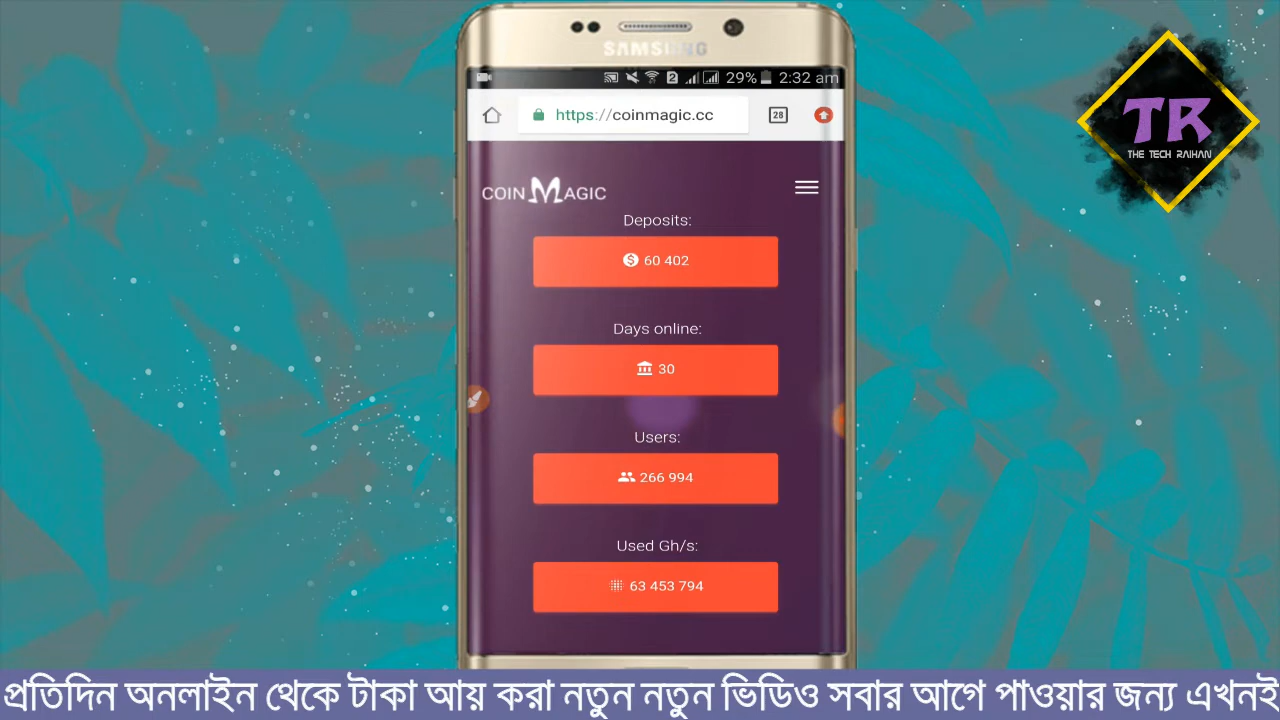 SAMSUNG
2 29% 2:32 am
https://coinmagic.cc 28
COIN MAGIC
Deposits:
60 402
Days online:
30
Users:
266 994
Used Gh/s:
63 453 794
TR
THE TECH RAIHAN
প্রতিদিন অনলাইন থেকে টাকা আয় করা নতুন নতুন ভিডিও সবার আগে পাওয়ার জন্য এখনই